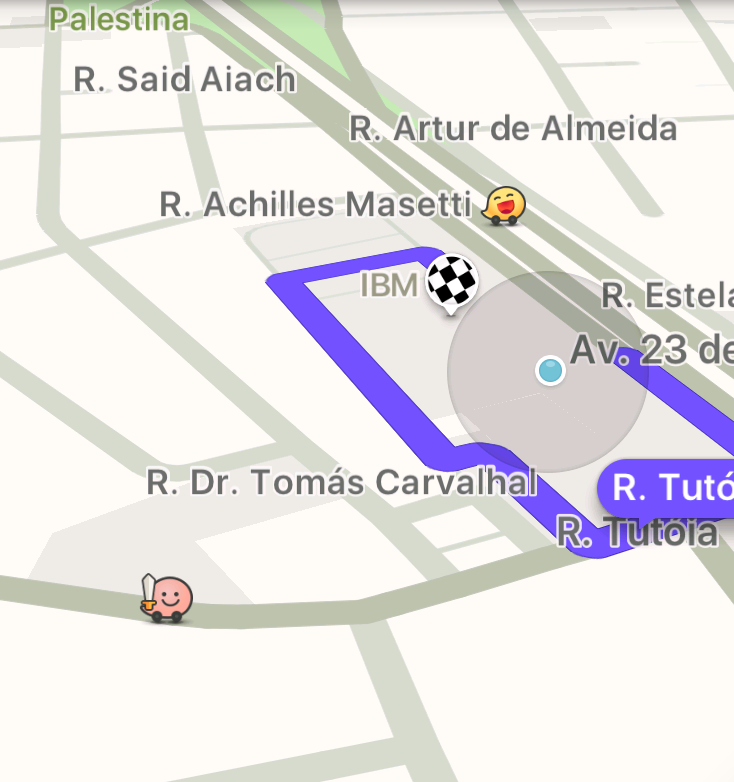 Palestina
R. Said Aiach
R. Artur de Almeida
R. Achilles Masetti
IBM
R. Estela
Av. 23 de
R. Dr. Tomás Carvalhal
R. Tutó
R. Tutóia